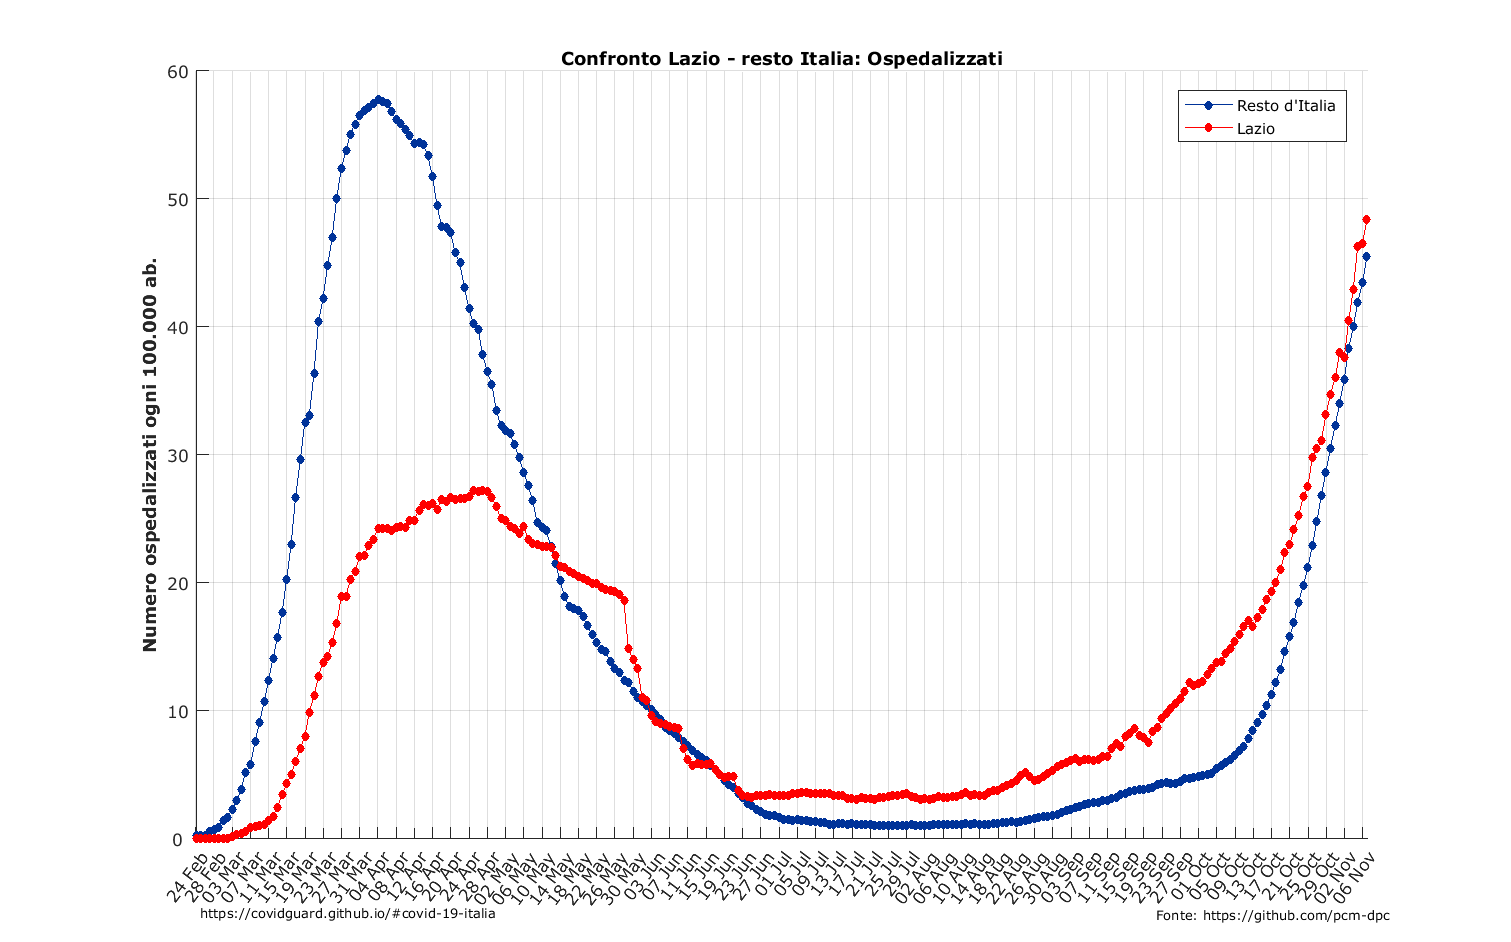 Confronto Lazio - resto Italia: Ospedalizzati
Resto d'Italia
Lazio
Numero ospedalizzati ogni 100.000 ab.
60
50
40
30
20
10
0
24 Feb
28 Feb
03 Mar
07 Mar
11 Mar
15 Mar
19 Mar
23 Mar
27 Mar
31 Mar
04 Apr
08 Apr
12 Apr
16 Apr
20 Apr
24 Apr
28 Apr
02 May
06 May
10 May
14 May
18 May
22 May
26 May
30 May
03 Jun
07 Jun
11 Jun
15 Jun
19 Jun
23 Jun
27 Jun
01 Jul
05 Jul
09 Jul
13 Jul
17 Jul
21 Jul
25 Jul
29 Jul
02 Aug
06 Aug
10 Aug
14 Aug
18 Aug
22 Aug
26 Aug
30 Aug
03 Sep
07 Sep
11 Sep
15 Sep
19 Sep
23 Sep
27 Sep
01 Oct
05 Oct
09 Oct
13 Oct
17 Oct
21 Oct
25 Oct
29 Oct
02 Nov
06 Nov
https://covidguard.github.io/#covid-19-italia
Fonte: https://github.com/pcm-dpc